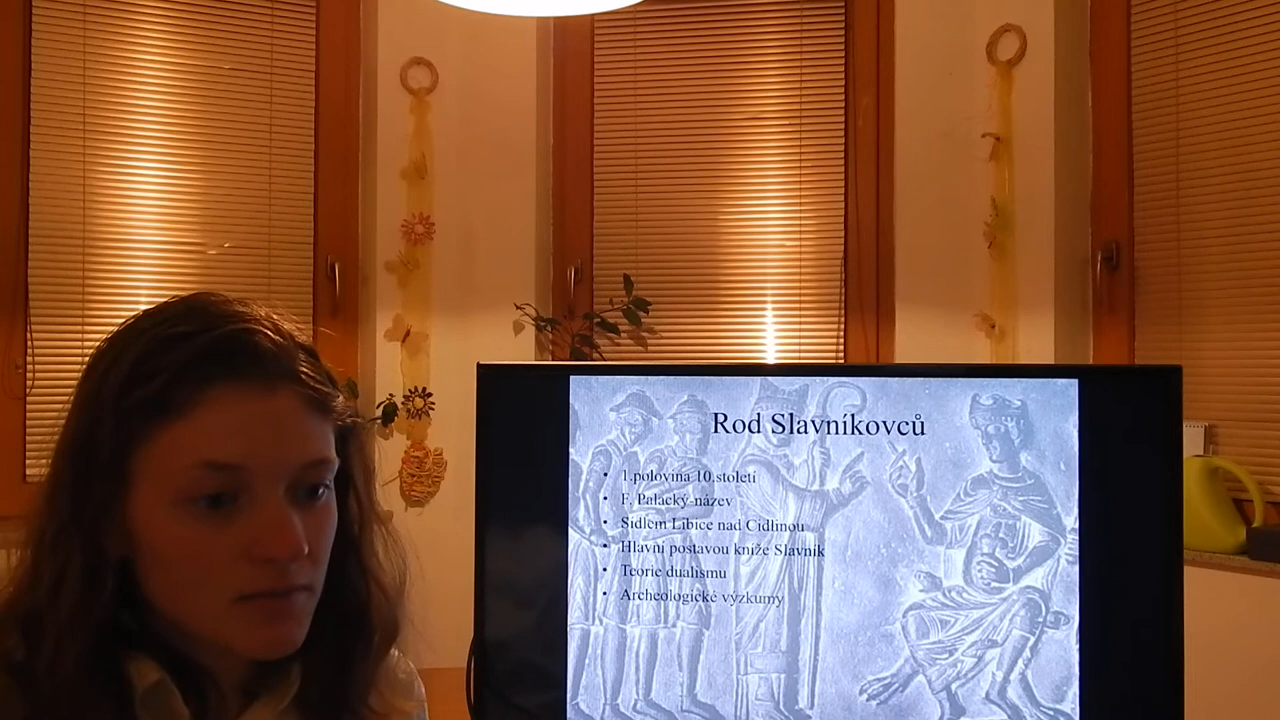 Rod Slavníkovců
• 1.polovina 10.století
• F. Palacký-název
• Sídlem Libice nad Cidlinou
• Hlavní postavou kníže Slavník
• Teorie dualismu
• Archeologické výzkumy